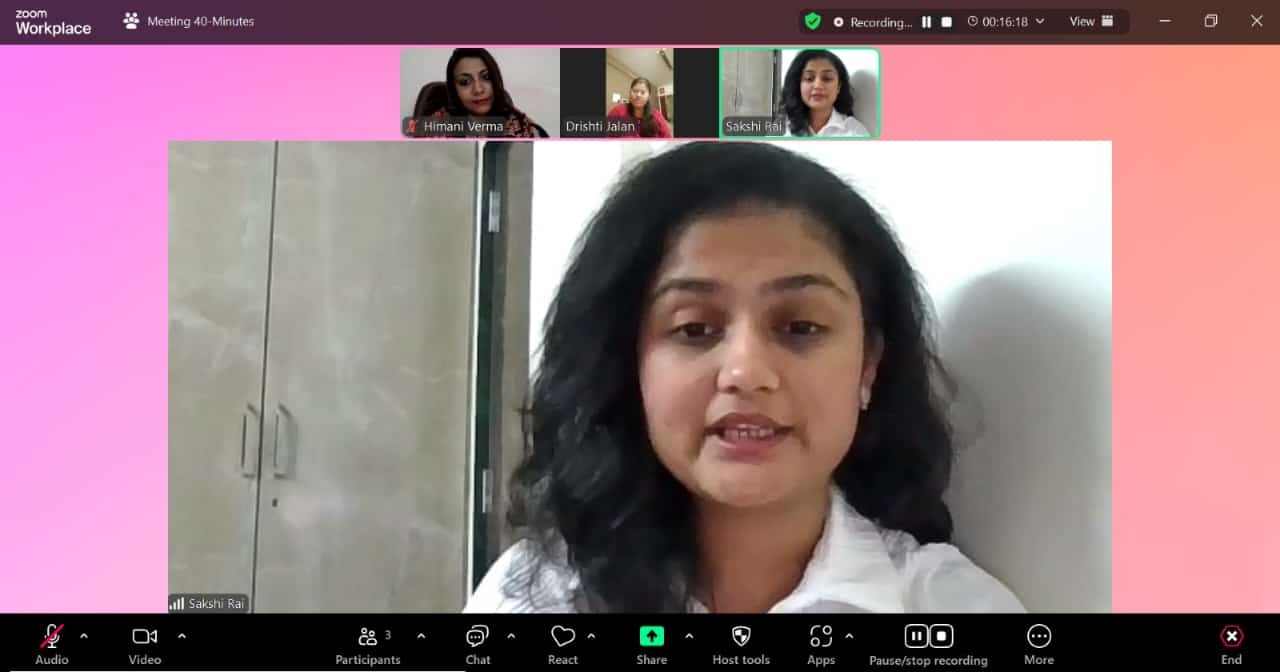 zoom
Workplace
Meeting 40-Minutes
Recording...
00:16:18
View
Himani Verma
Drishti Jalan
Sakshi Rai
Sakshi Rai
3
Audio
Video
Participants
Chat
React
Share
Host tools
Apps
Pause/stop recording
More
End